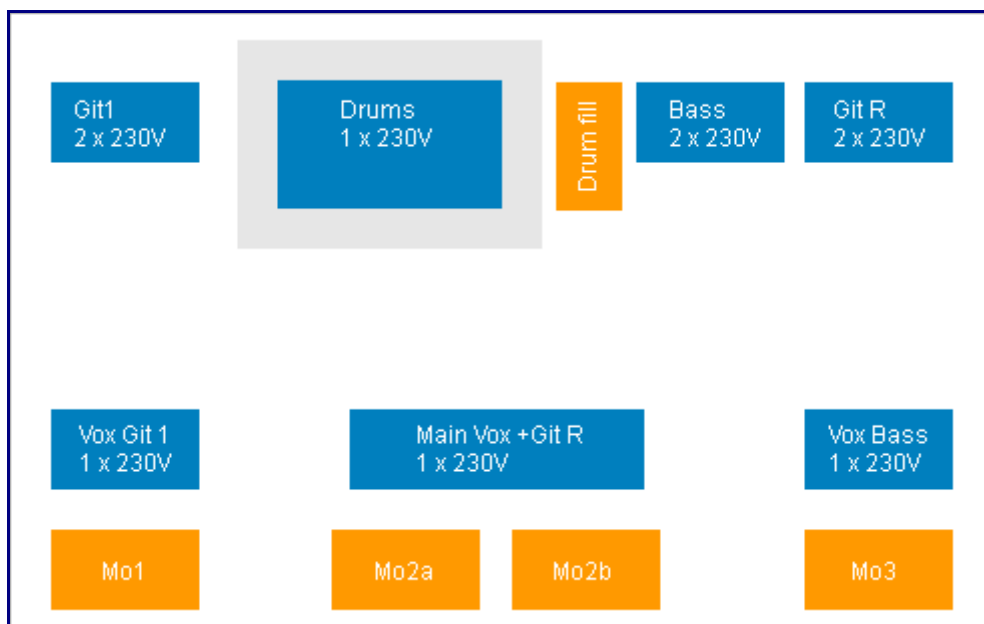 Git1
2 x 230V
Drums
1 x 230V
Drum fill
Bass
2 x 230V
Git R
2 x 230V
Vox Git 1
1 x 230V
Main Vox +Git R
1 x 230V
Vox Bass
1 x 230V
Mo1
Mo2a
Mo2b
Mo3